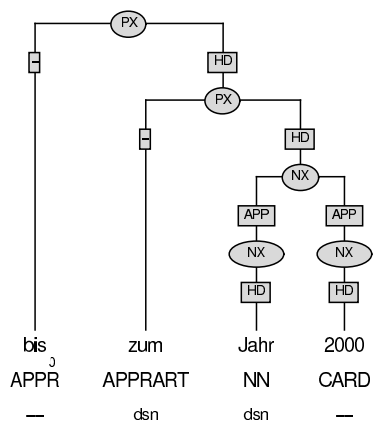 PX
– HD
PX
– HD
NX
APP APP
NX NX
HD HD
bis zum Jahr 2000
APPR APPRART NN CARD
-- dsn dsn --